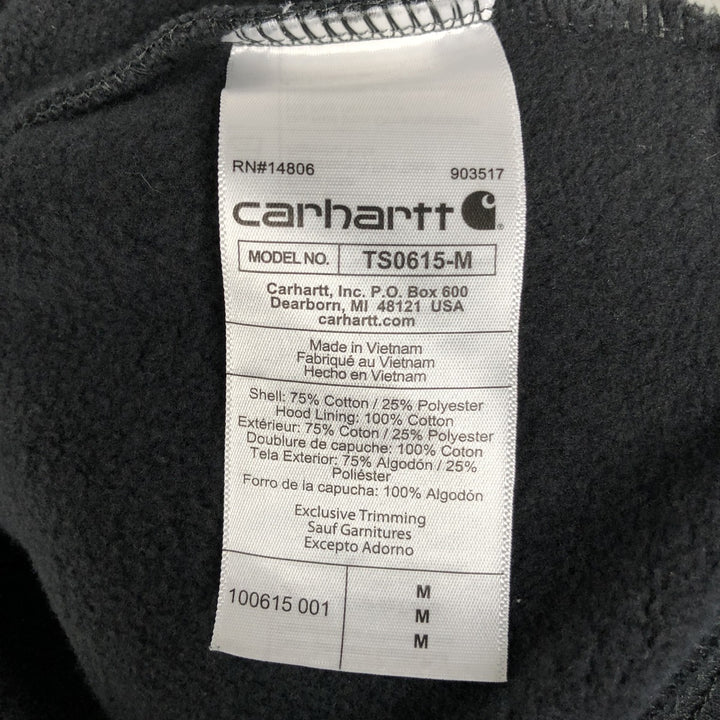 RN#14806 903517
carhartt
MODEL NO. TS0615-M
Carhartt, Inc. P.O. Box 600
Dearborn, MI 48121 USA
carhartt.com
Made in Vietnam
Fabriqué au Vietnam
Hecho en Vietnam
Shell: 75% Cotton / 25% Polyester
Hood Lining: 100% Cotton
Extérieur: 75% Coton / 25% Polyester
Doublure de capuche: 100% Coton
Tela Exterior: 75% Algodón / 25%
Poliéster
Forro de la capucha: 100% Algodón
Exclusive Trimming
Sauf Garnitures
Excepto Adorno
100615 001
M
M
M